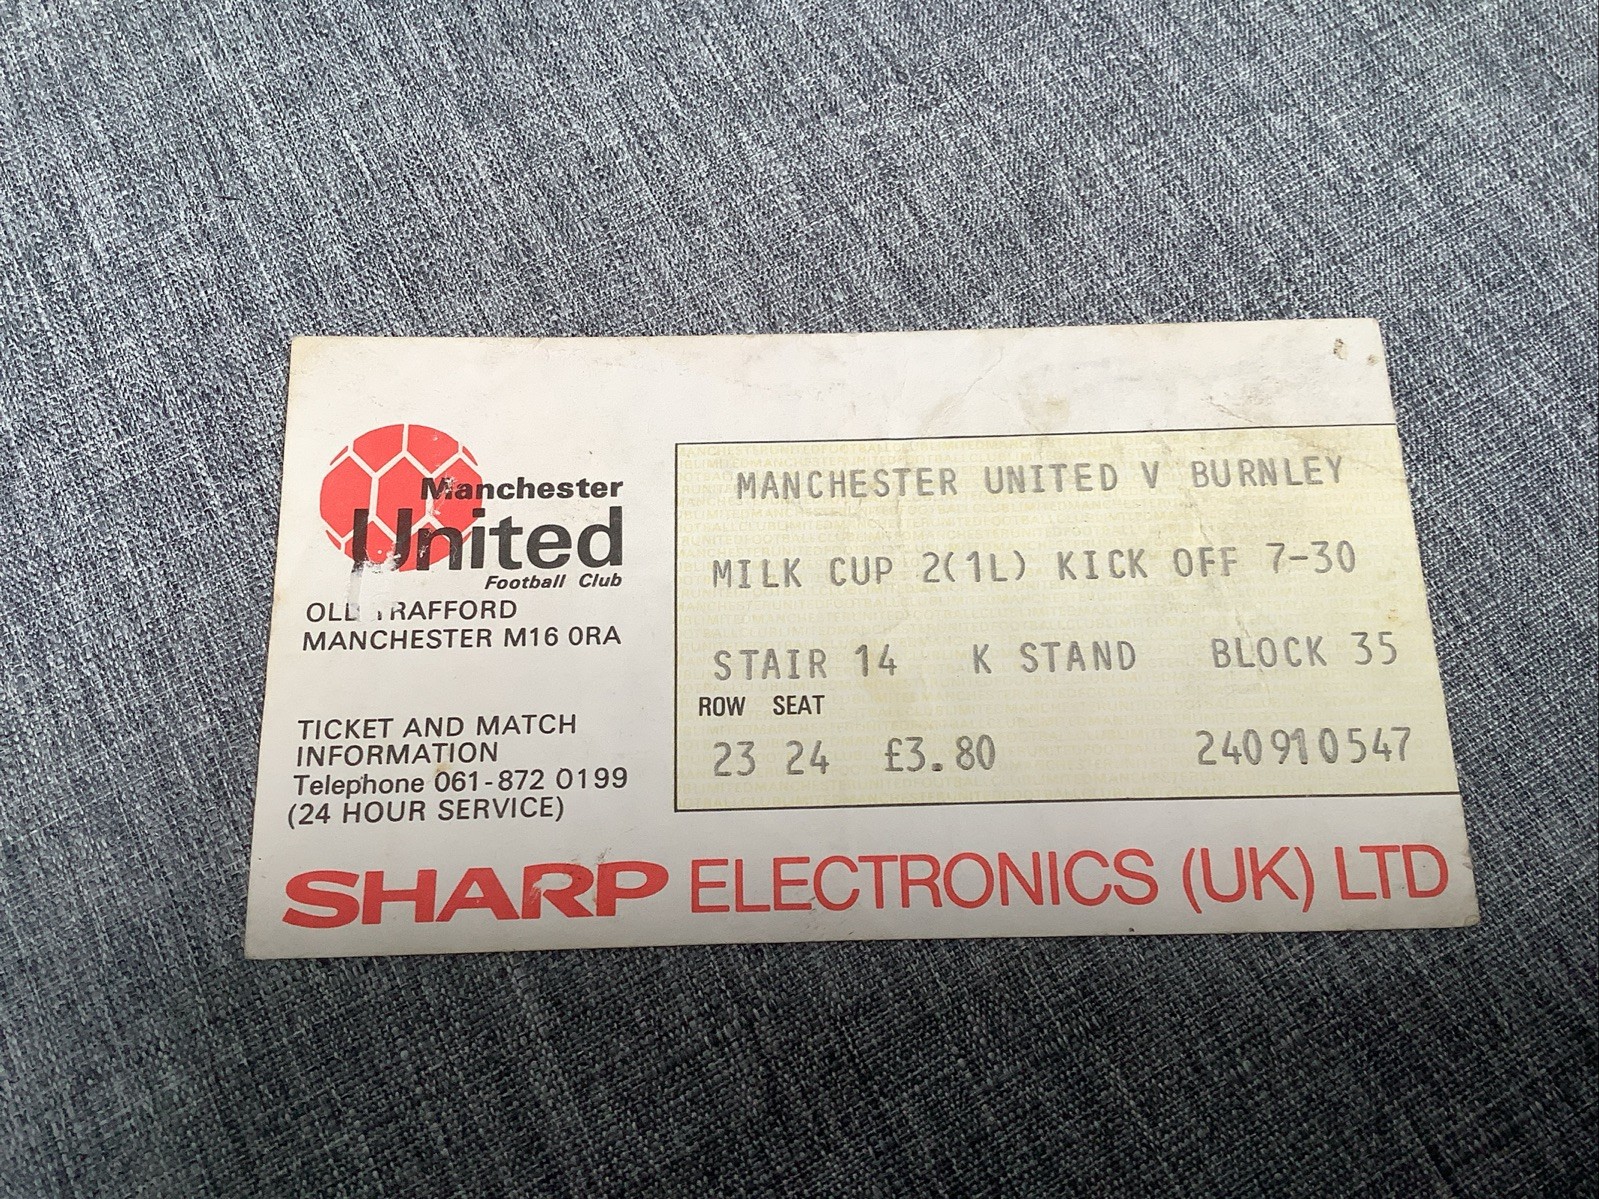 Manchester
United
Football Club
OLD TRAFFORD
MANCHESTER M16 0RA
TICKET AND MATCH
INFORMATION
Telephone 061-872 0199
(24 HOUR SERVICE)
MANCHESTER UNITED V BURNLEY
MILK CUP 2(1L) KICK OFF 7-30
STAIR 14 K STAND BLOCK 35
ROW SEAT
23 24 £3.80 240910547
SHARP ELECTRONICS (UK) LTD